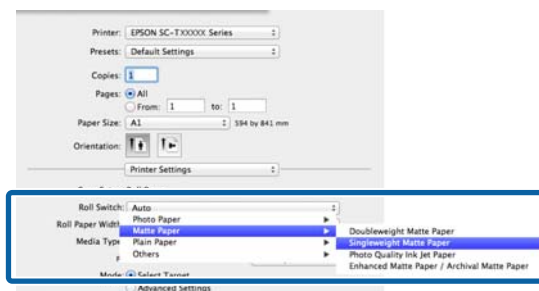 Printer: EPSON SC-TXXXXX Series
Presets: Default Settings
Copies: 1
Pages: All
From: 1 to: 1
Paper Size: A1 594 by 841 mm
Orientation:
Printer Settings
Roll Switch: Auto
Roll Paper Width
Photo Paper
Matte Paper
Media Type
Plain Paper
Others
Doubleweight Matte Paper
Singleweight Matte Paper
Photo Quality Ink Jet Paper
Enhanced Matte Paper / Archival Matte Paper
Mode: Select Target
Advanced Settings